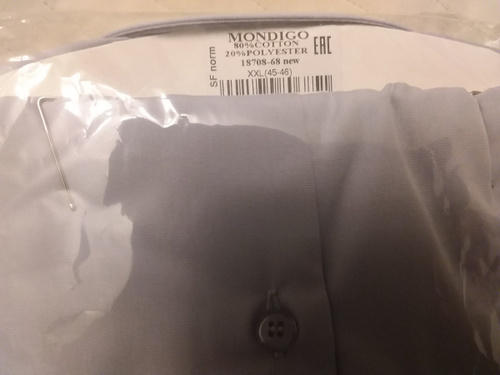 MONDIGO
80%COTTON
20%POLYESTER
18708-68 new
XXL(45-46)
EAC
SF norm